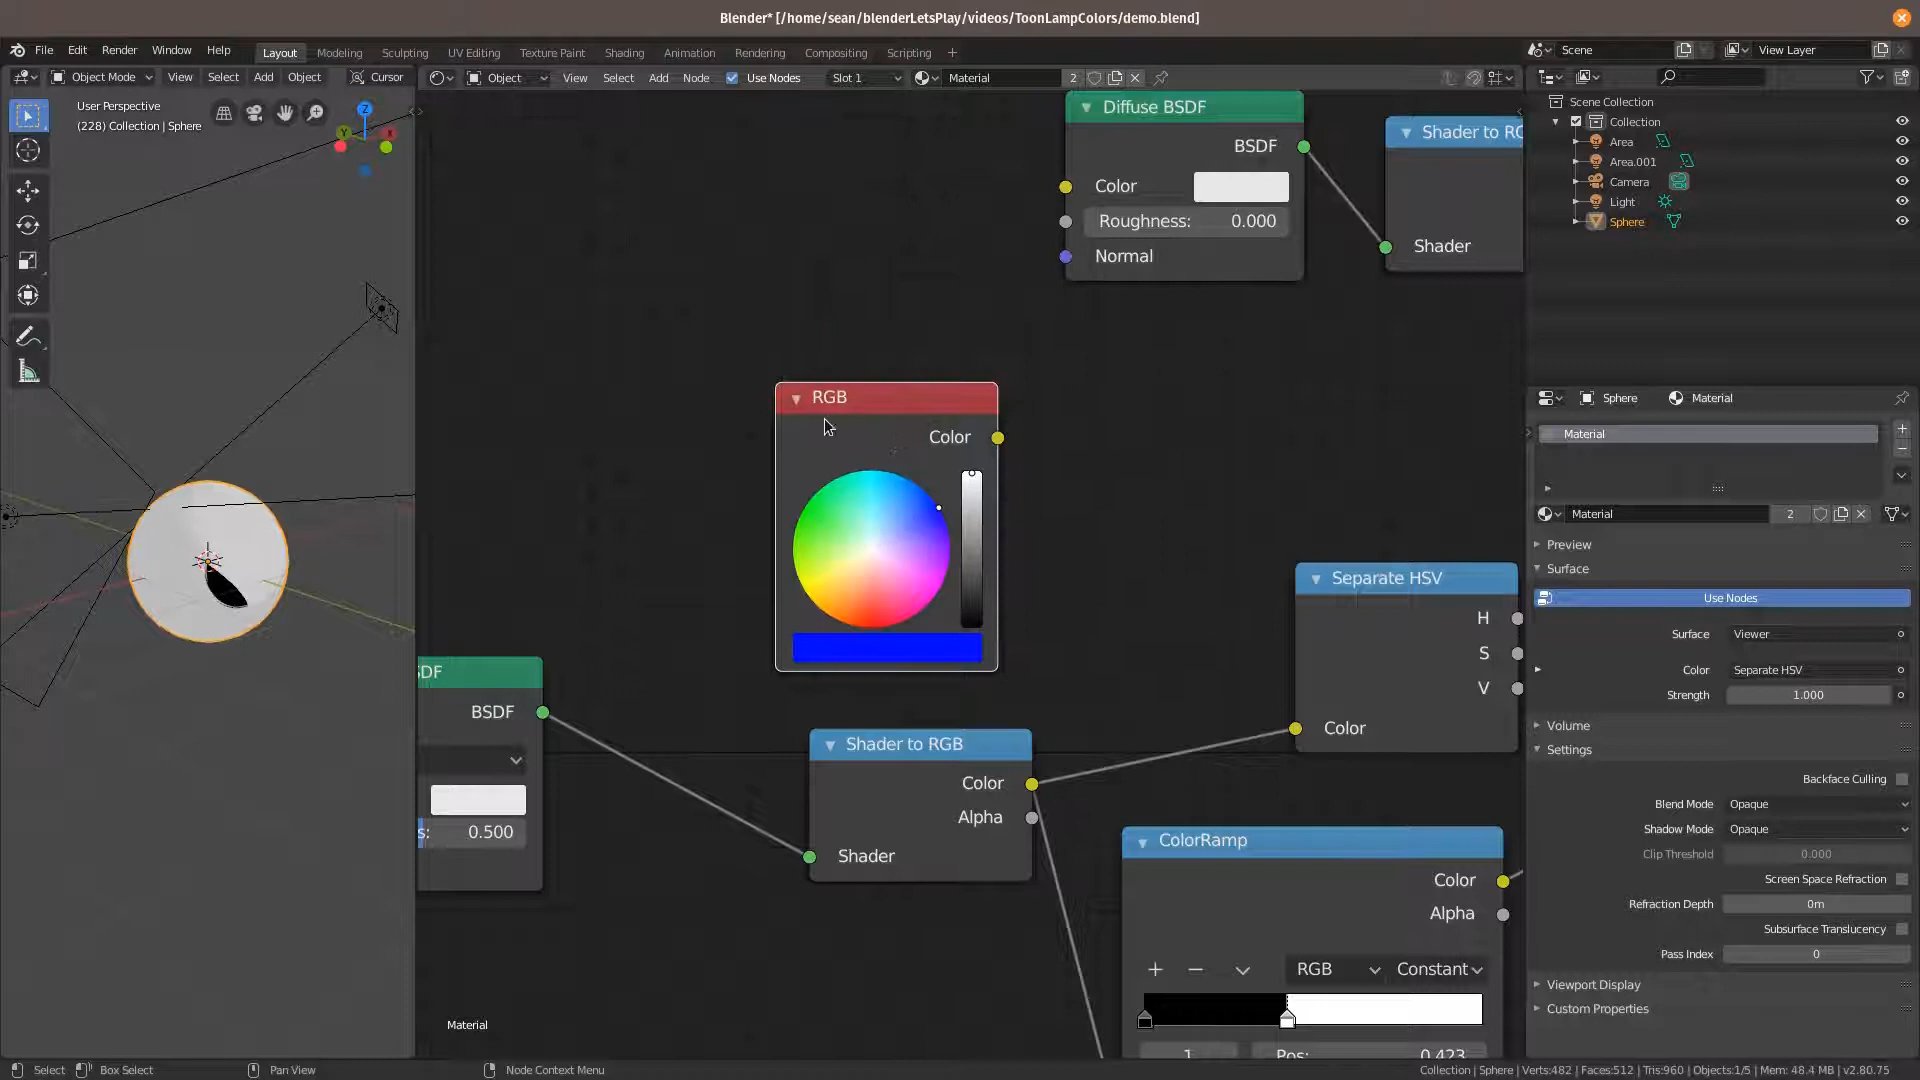 Blender* [/home/sean/blenderLetsPlay/videos/ToonLampColors/demo.blend]
File Edit Render Window Help Layout Modeling Sculpting UV Editing Texture Paint Shading Animation Rendering Compositing Scripting + Scene View Layer
Object Mode View Select Add Object Cursor Object View Select Add Node Use Nodes Slot 1 Material 2
User Perspective
(228) Collection | Sphere
Z
Y
X
Diffuse BSDF
BSDF
Color
Roughness: 0.000
Normal
Shader to RG
Shader
RGB
Color
Separate HSV
H
S
V
Color
SDF
BSDF
s: 0.500
Shader to RGB
Color
Alpha
Shader
ColorRamp
Color
Alpha
RGB Constant
1 Pos: 0.423
Material
Scene Collection
Collection
Area
Area.001
Camera
Light
Sphere
Sphere Material
Material
Material 2
Preview
Surface
Use Nodes
Surface Viewer
Color Separate HSV
Strength 1.000
Volume
Settings
Backface Culling
Blend Mode Opaque
Shadow Mode Opaque
Clip Threshold 0.000
Screen Space Refraction
Refraction Depth 0m
Subsurface Translucency
Pass Index 0
Viewport Display
Custom Properties
Select Box Select Pan View Node Context Menu Collection | Sphere | Verts:482 | Faces:512 | Tris:960 | Objects:1/5 | Mem: 48.4 MB | v2.80.75